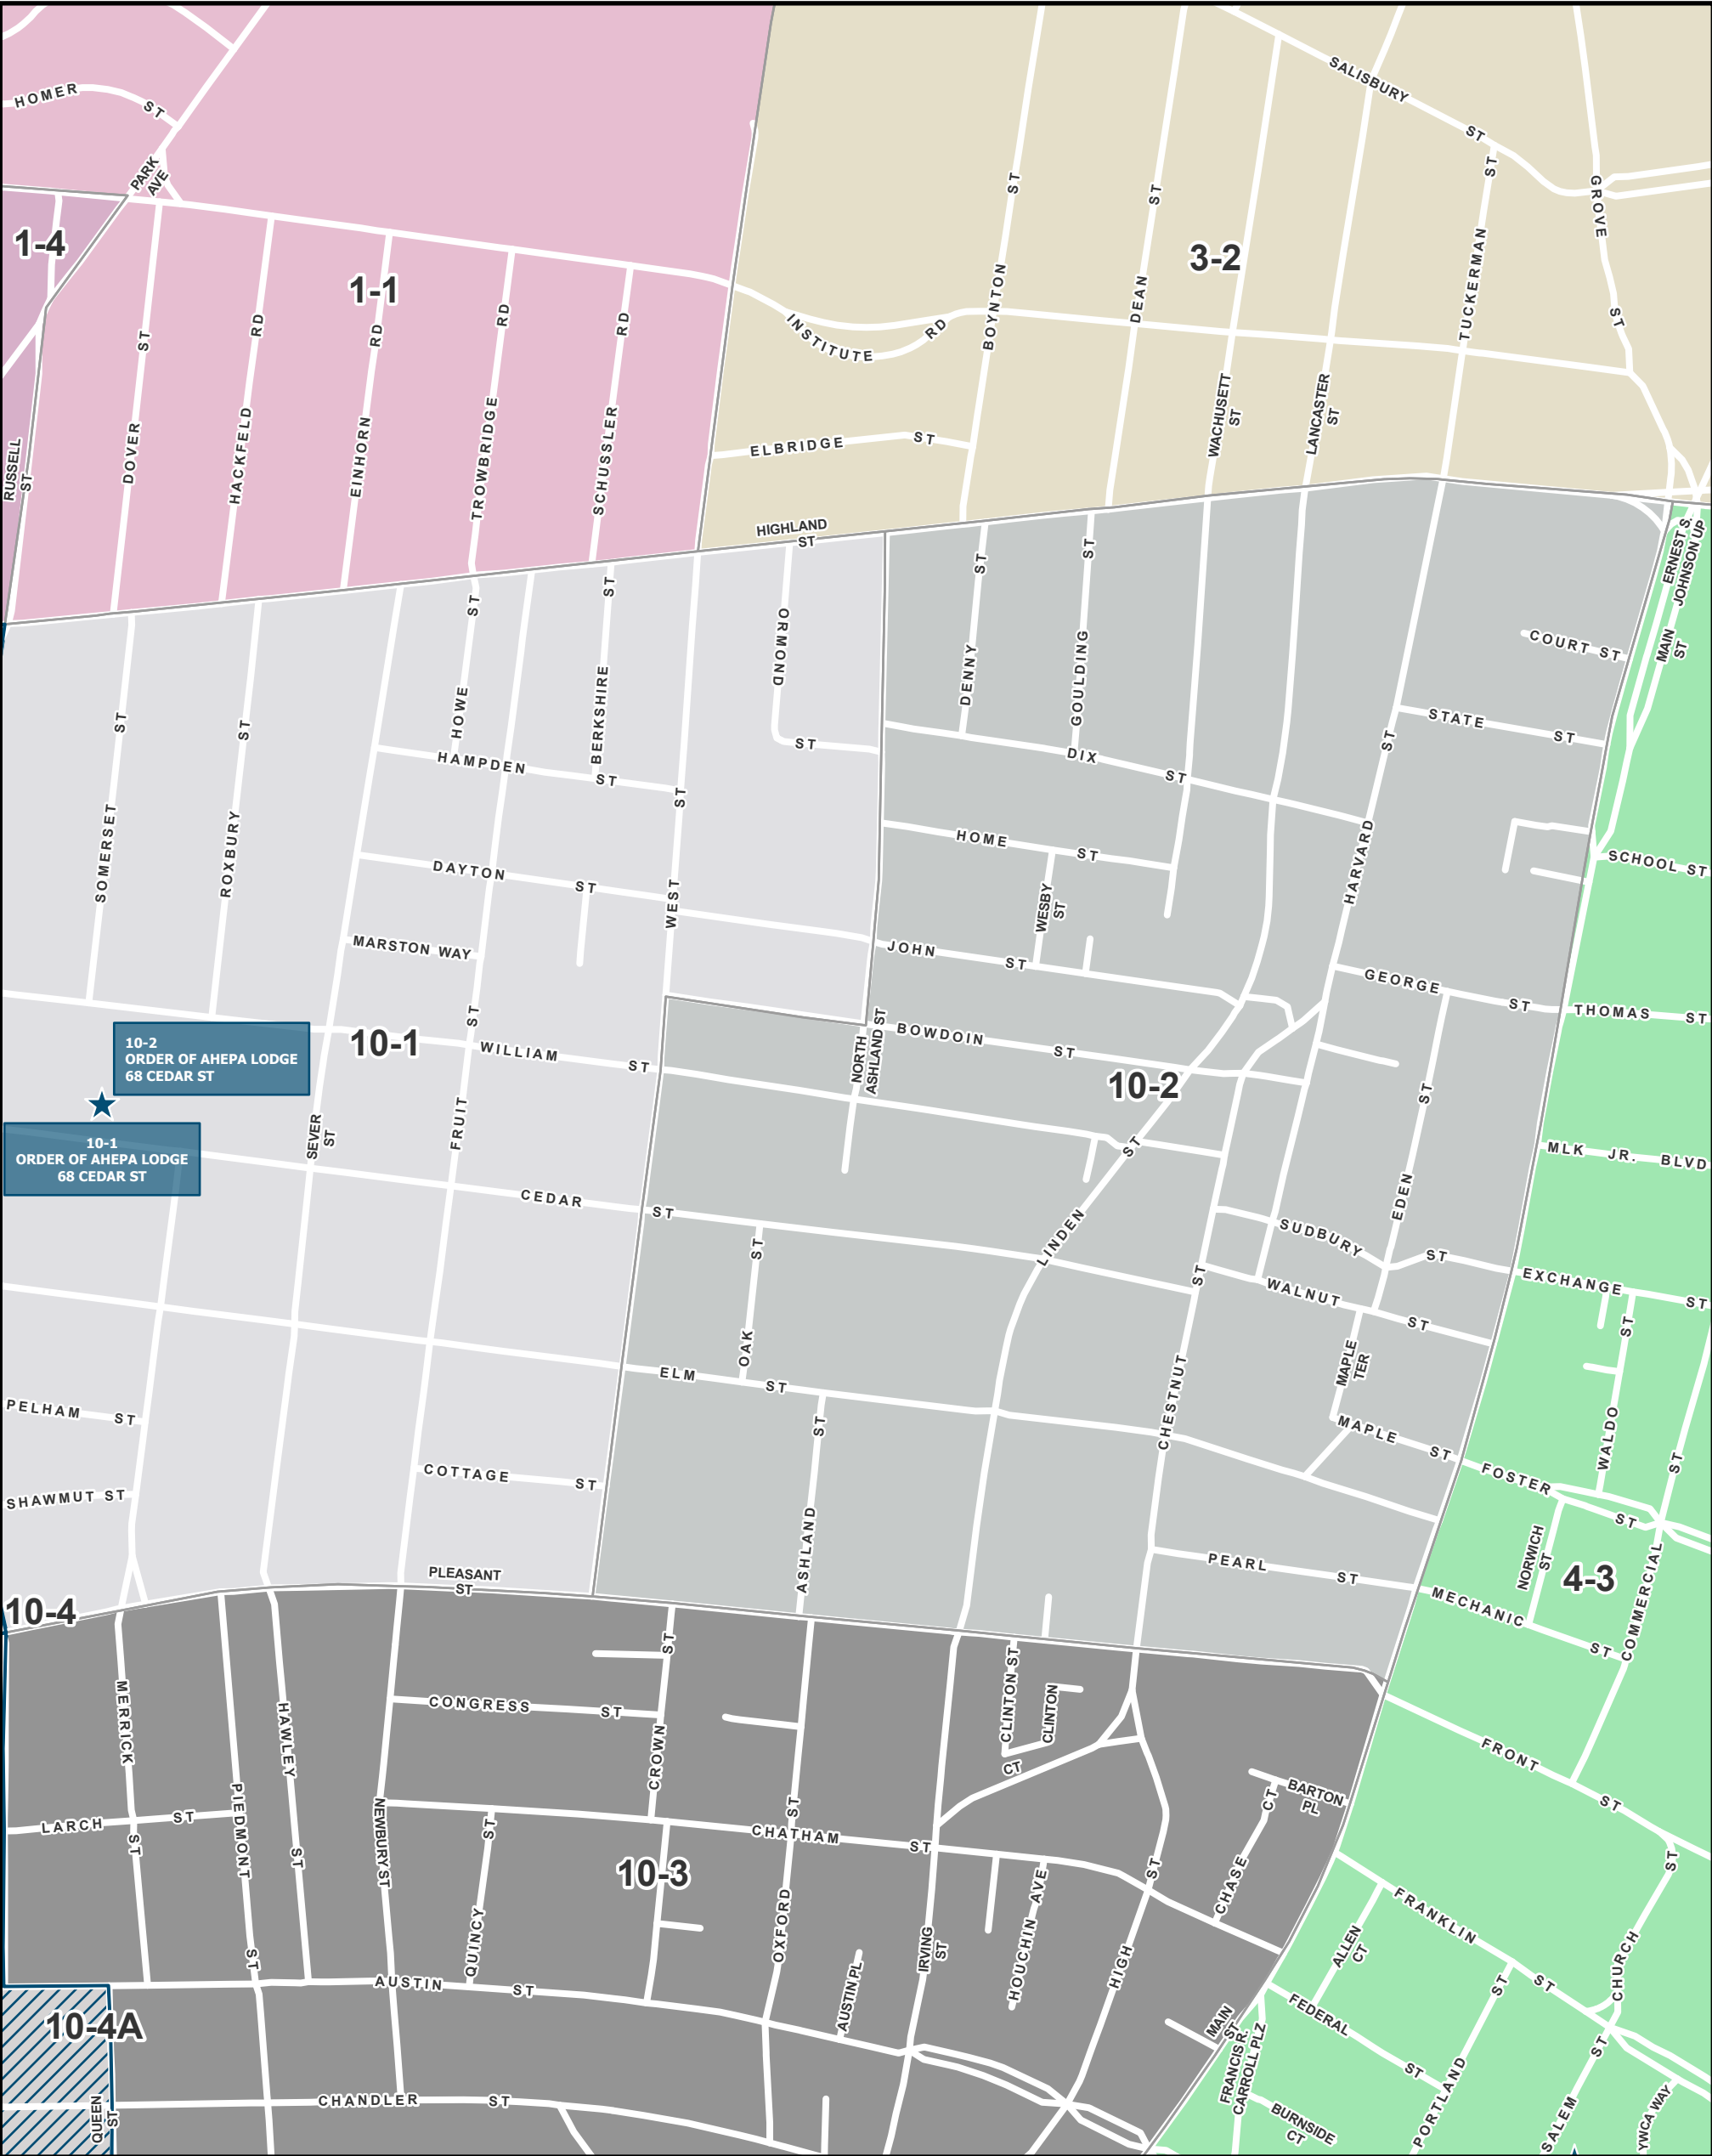 SALISBURY ST
HOMER ST
PARK
AVE
GROVE ST
1-4
1-1
3-2
BOYNTON ST
DEAN ST
TUCKERMAN ST
INSTITUTE RD
DOVER ST
HACKFELD RD
EINHORN RD
TROWBRIDGE RD
SCHUSSLER RD
WACHUSETT
ST
LANCASTER
ST
RUSSELL
ST
ELBRIDGE ST
HIGHLAND
ST
ERNEST S.
JOHNSON UP
MAIN
ST
COURT ST
ORMOND ST
DENNY ST
GOULDING ST
HOWE ST
BERKSHIRE ST
STATE ST
SOMERSET ST
ROXBURY ST
HAMPDEN ST
DIX ST
HARVARD ST
HOME ST
SCHOOL ST
DAYTON ST
WEST ST
WESBY
ST
MARSTON WAY
JOHN ST
GEORGE ST
THOMAS ST
10-1
10-2
ORDER OF AHEPA LODGE
68 CEDAR ST
WILLIAM ST
NORTH
ASHLAND ST
BOWDOIN ST
10-2
10-1
ORDER OF AHEPA LODGE
68 CEDAR ST
SEVER
ST
FRUIT ST
EDEN ST
MLK JR. BLVD
CEDAR ST
LINDEN ST
SUDBURY ST
EXCHANGE ST
WALNUT ST
OAK ST
ELM ST
CHESTNUT ST
MAPLE
TER
WALDO ST
PELHAM ST
MAPLE ST
SHAWMUT ST
COTTAGE ST
ASHLAND ST
FOSTER ST
NORWICH
ST
COMMERCIAL ST
4-3
PEARL ST
MECHANIC ST
PLEASANT
ST
10-4
MERRICK ST
HAWLEY ST
PIEDMONT ST
CONGRESS ST
CROWN ST
CLINTON ST
CLINTON
CT
FRONT ST
LARCH ST
NEWBURY ST
QUINCY ST
CHATHAM ST
10-3
OXFORD ST
BARTON
PL
CHASE CT
IRVING
ST
HOUCHIN AVE
HIGH ST
FRANKLIN ST
ALLEN
CT
CHURCH ST
AUSTIN ST
AUSTIN PL
10-4A
MAIN
ST
FEDERAL ST
FRANCIS R.
CARROLL PLZ
PORTLAND ST
SALEM ST
YWCA WAY
CHANDLER ST
QUEEN
ST
BURNSIDE
CT